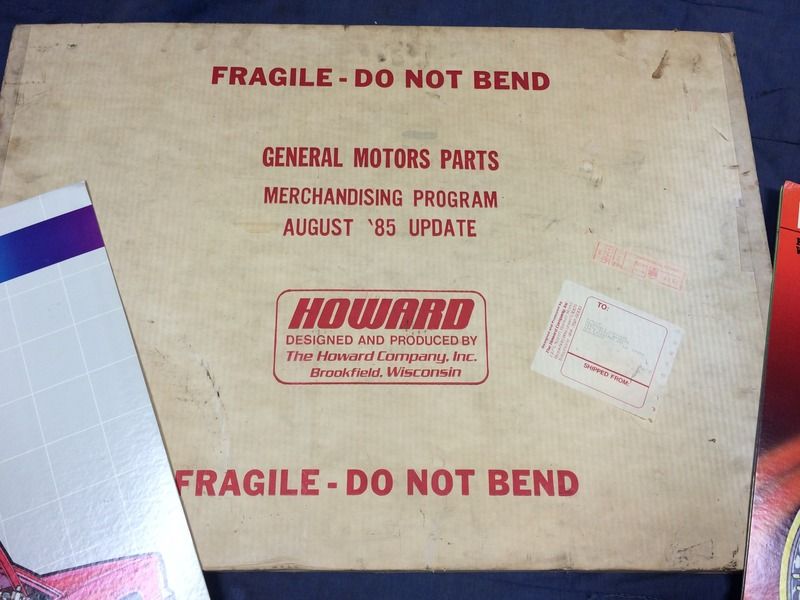 FRAGILE - DO NOT BEND
GENERAL MOTORS PARTS
MERCHANDISING PROGRAM
AUGUST '85 UPDATE
HOWARD
DESIGNED AND PRODUCED BY
The Howard Company, Inc.
Brookfield, Wisconsin
TO:
SHIPPED FROM:
FRAGILE - DO NOT BEND